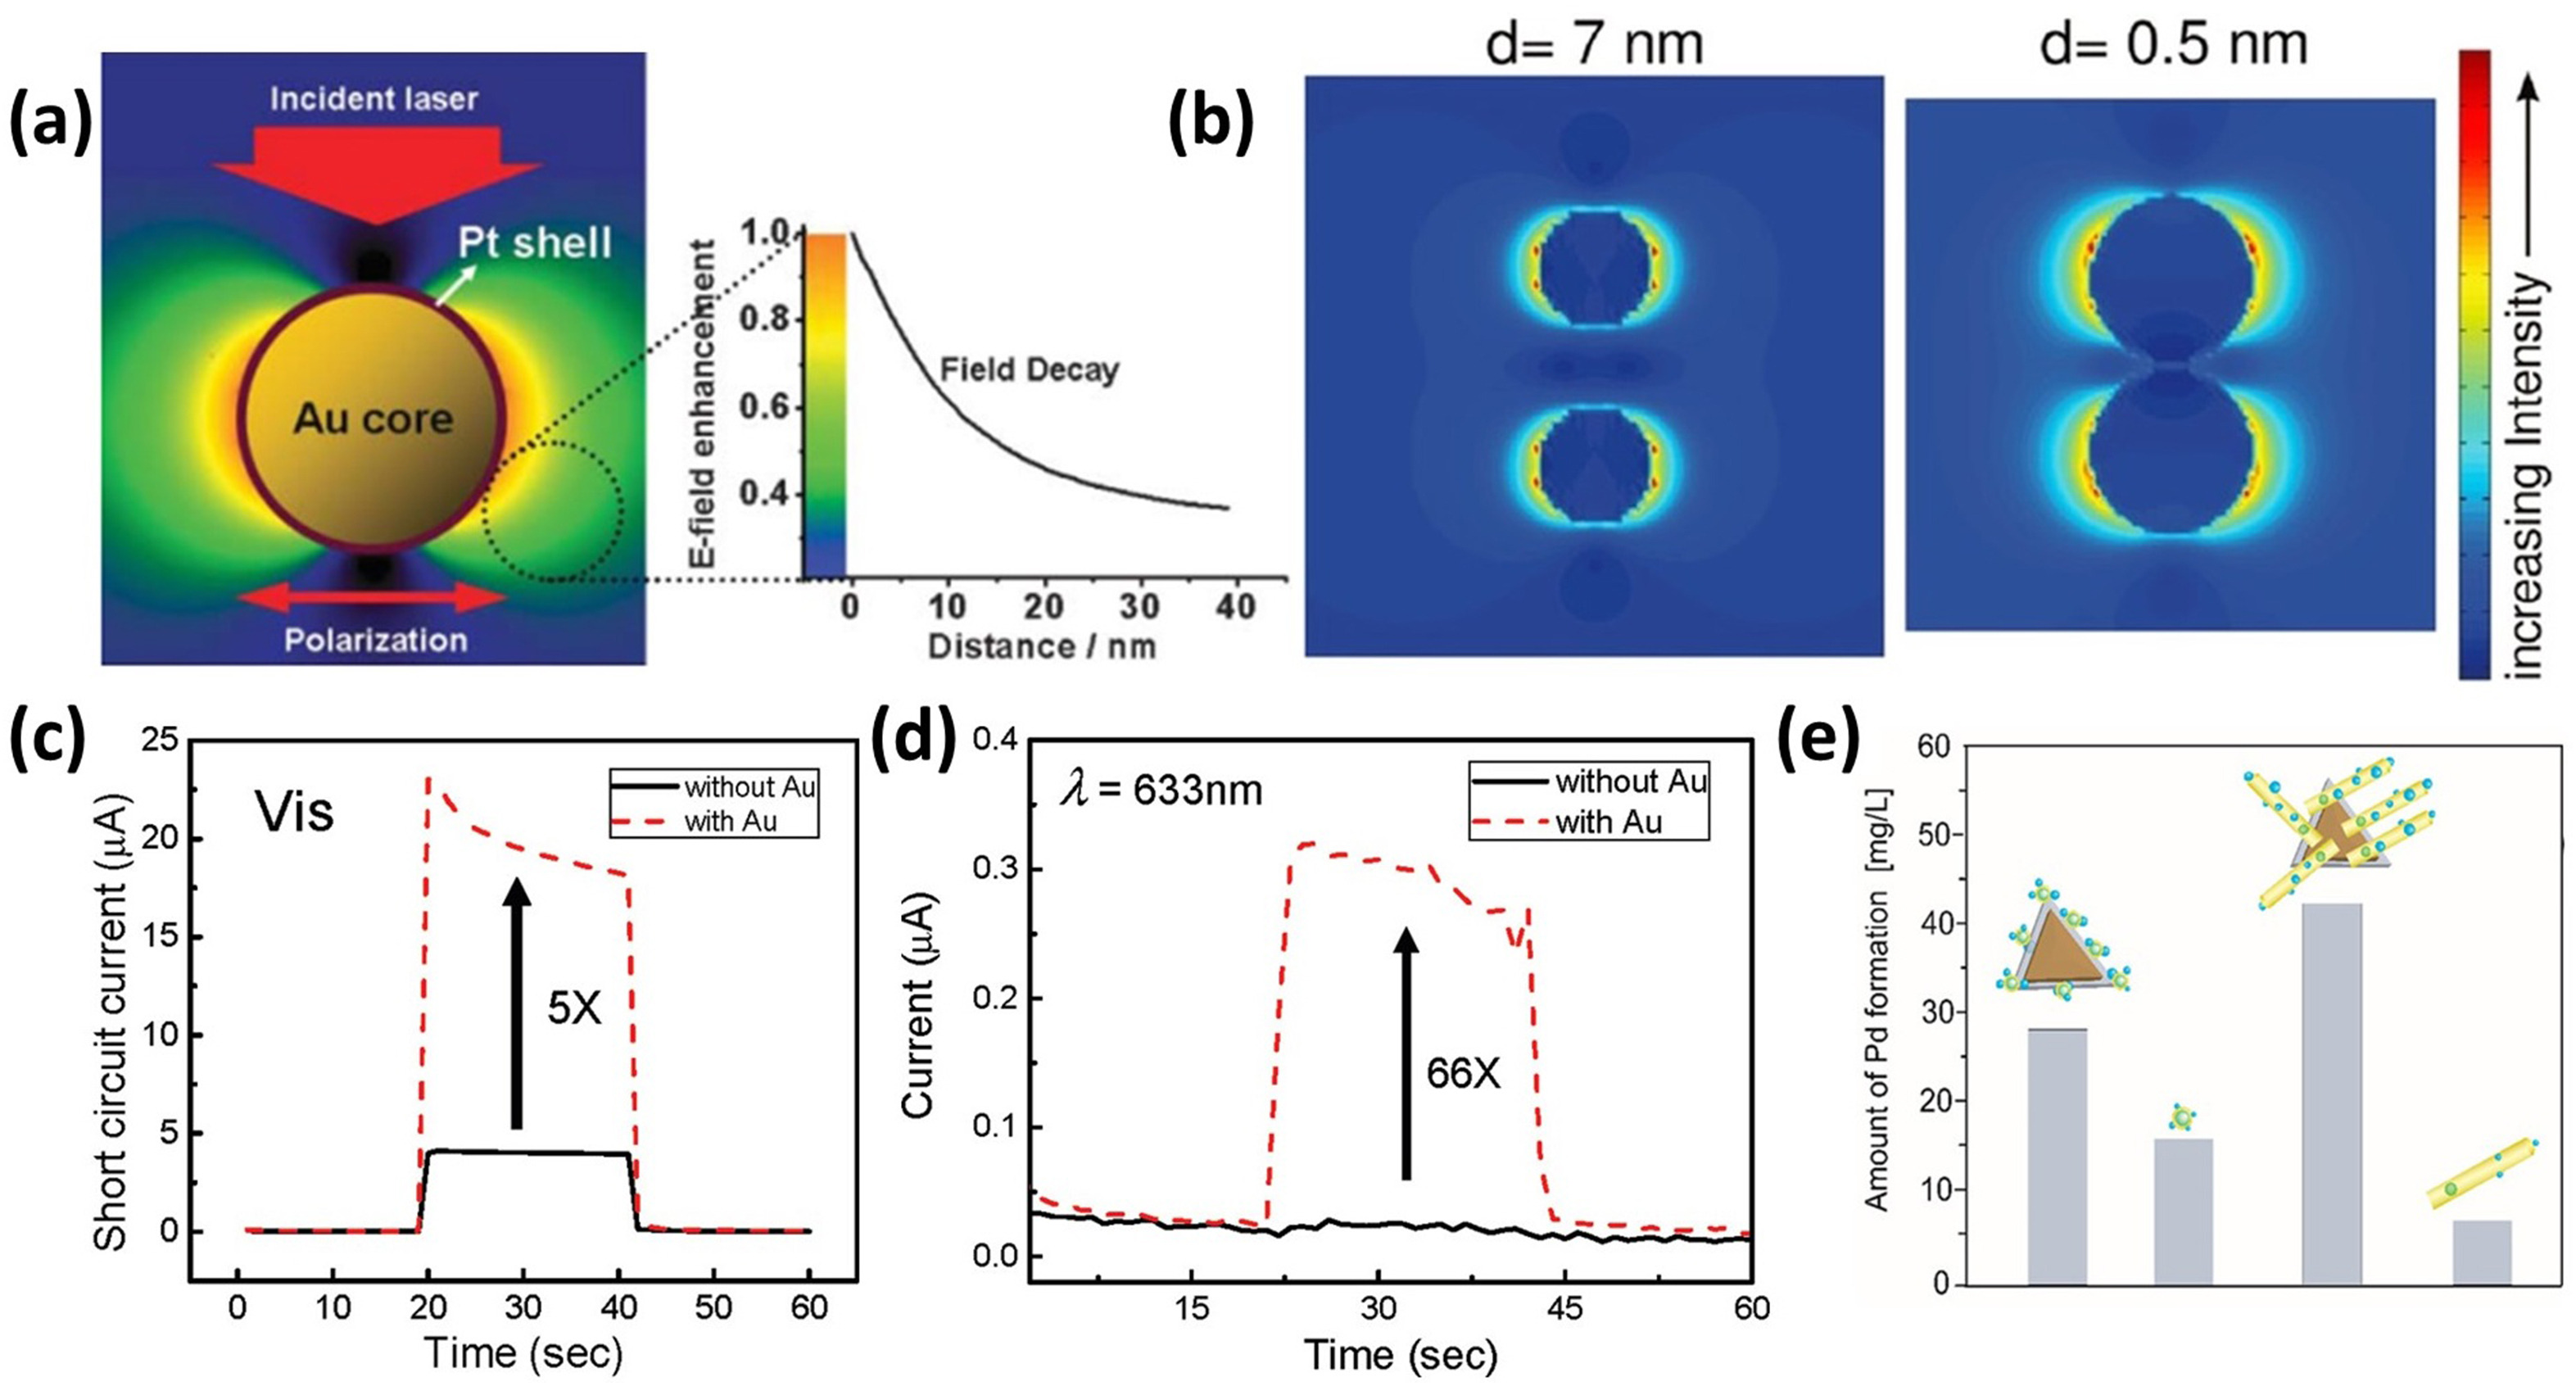 (a)
Incident laser
Pt shell
Au core
Polarization
E-field enhancement
1.0
0.8
0.6
0.4
Field Decay
0 10 20 30 40
Distance / nm
(b)
d= 7 nm
d= 0.5 nm
increasing Intensity
(c)
Short circuit current (μA)
25
20
15
10
5
0
Vis
without Au
with Au
5X
0 10 20 30 40 50 60
Time (sec)
(d)
Current (μA)
0.4
0.3
0.2
0.1
0.0
λ = 633nm
without Au
with Au
66X
15 30 45 60
Time (sec)
(e)
Amount of Pd formation [mg/L]
60
50
40
30
20
10
0